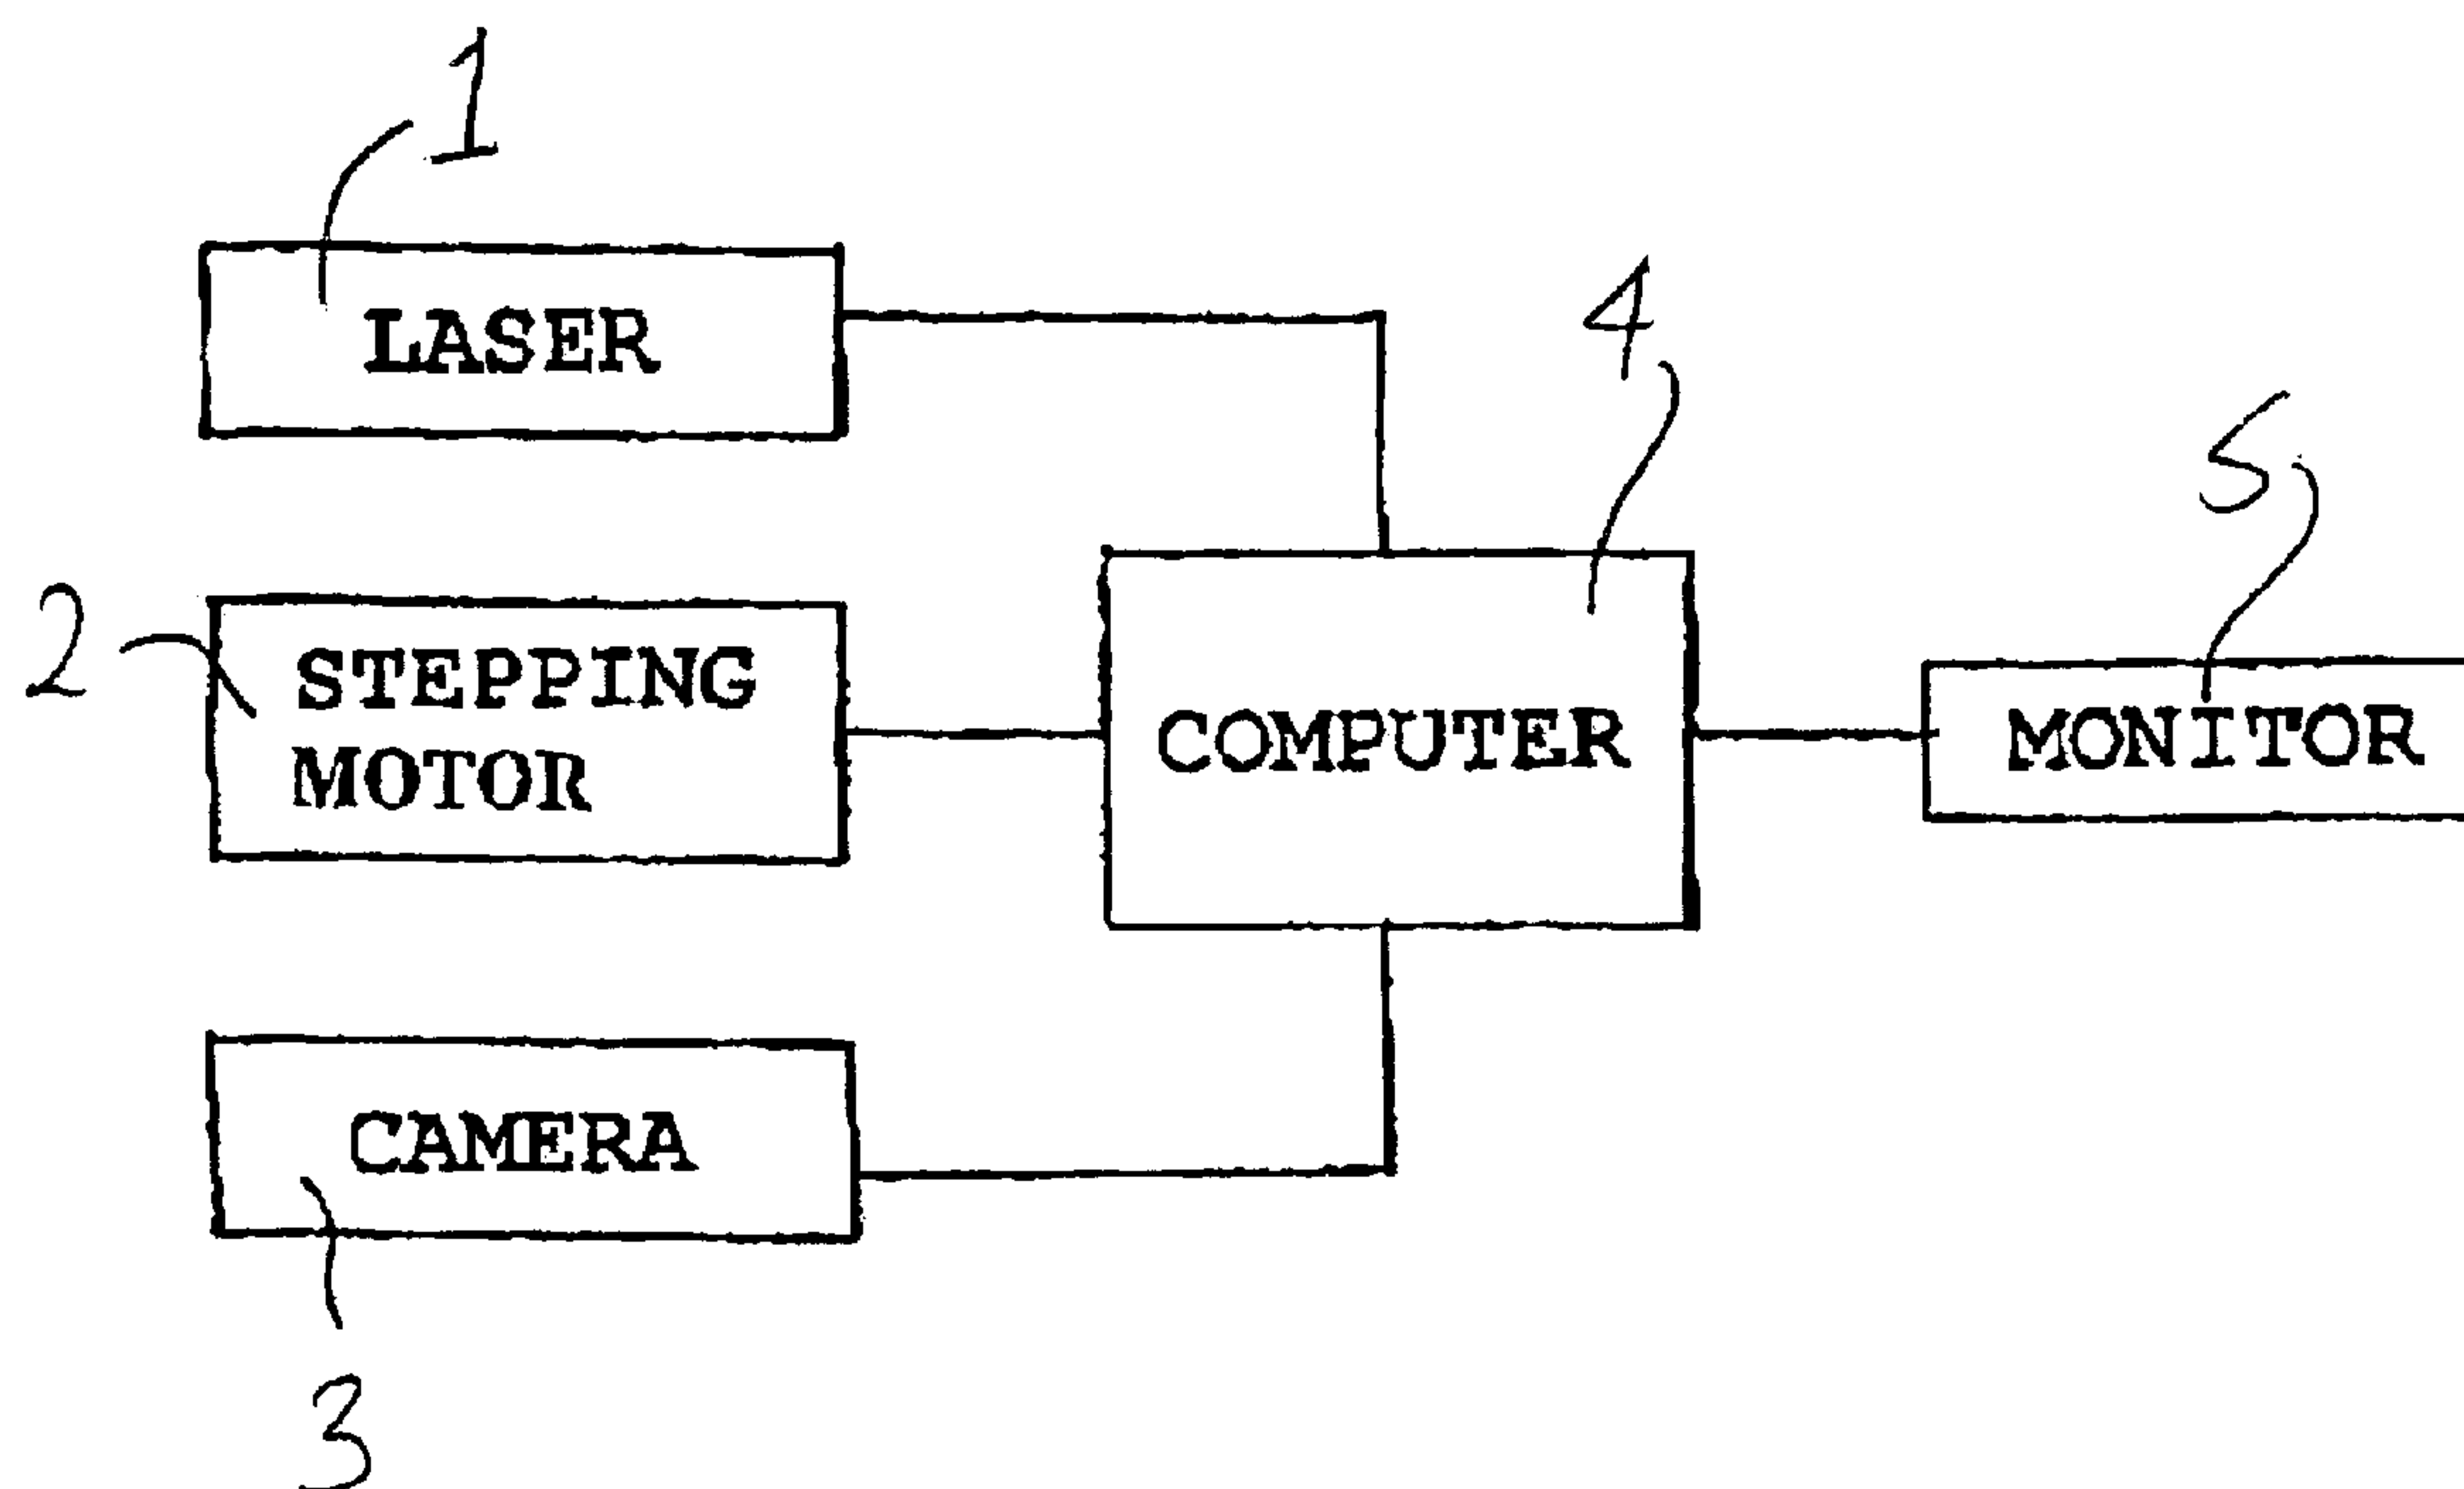 1
LASER
4
5
2
STEPPING
MOTOR
COMPUTER
MONITOR
CAMERA
3